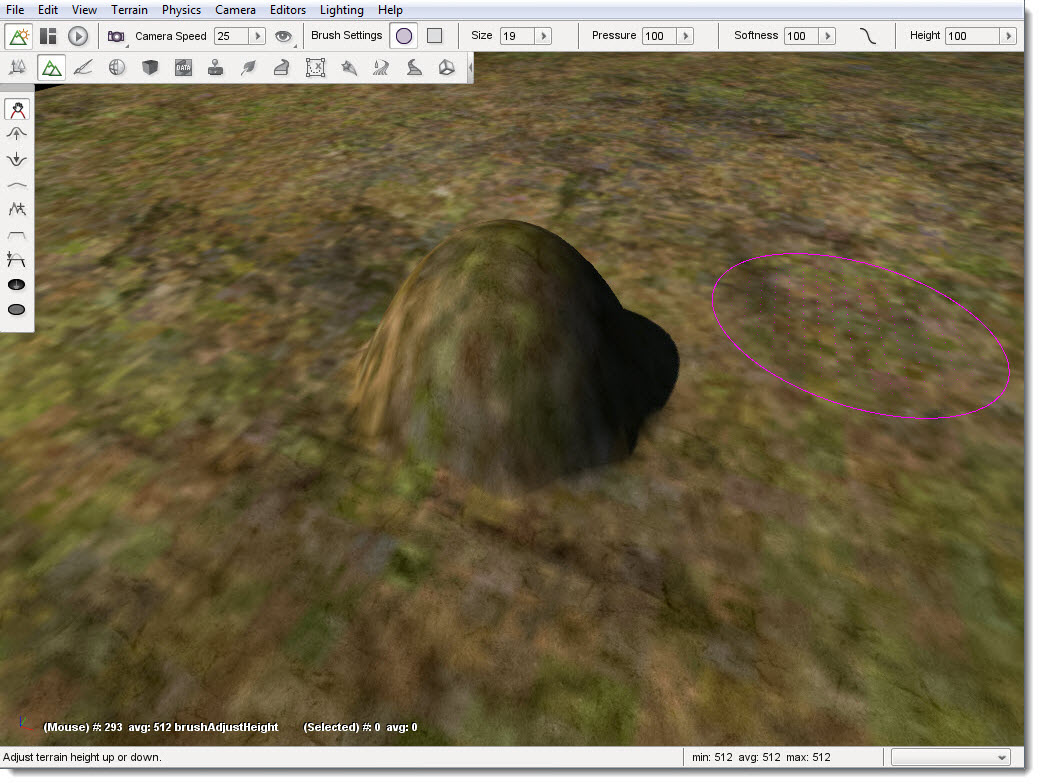 File Edit View Terrain Physics Camera Editors Lighting Help
Camera Speed 25 Brush Settings Size 19 Pressure 100 Softness 100 Height 100
DATA
(Mouse) #: 293 avg: 512 brushAdjustHeight (Selected) #: 0 avg: 0
Adjust terrain height up or down. min: 512 avg: 512 max: 512